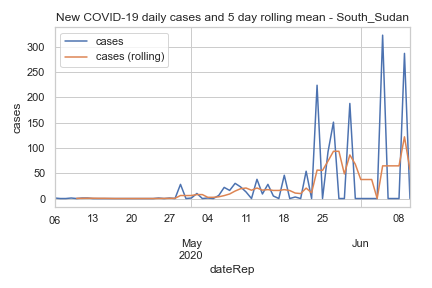 New COVID-19 daily cases and 5 day rolling mean - South_Sudan
cases
cases (rolling)
300
250
200
150
100
50
0
cases
06 13 20 27 04 11 18 25 08
May Jun
2020
dateRep